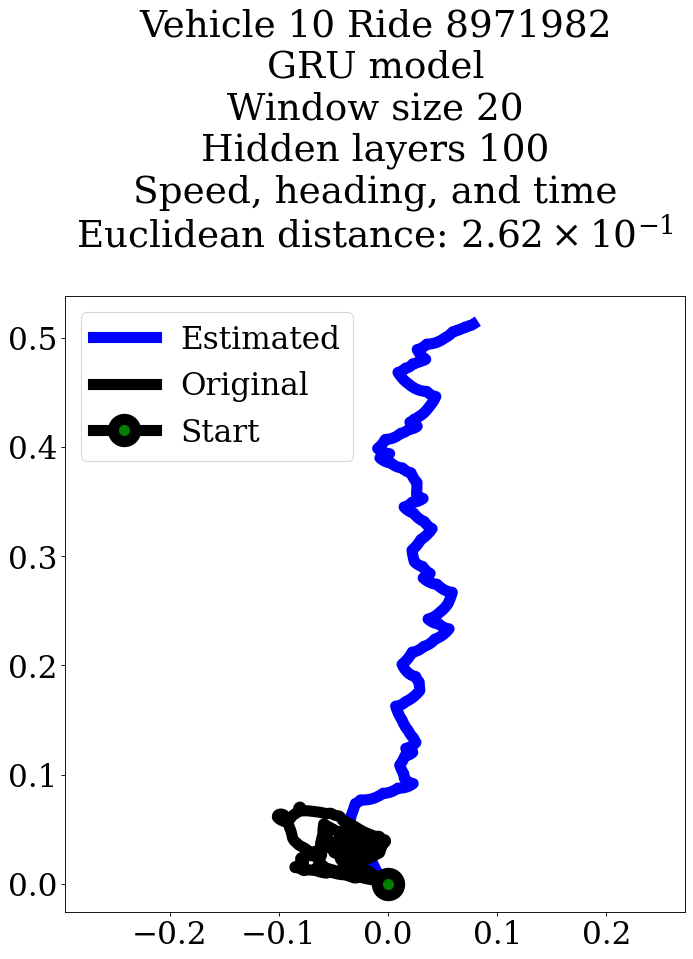 Vehicle 10 Ride 8971982
GRU model
Window size 20
Hidden layers 100
Speed, heading, and time
Euclidean distance: 2.62 × 10⁻¹
Estimated
Original
Start
0.5
0.4
0.3
0.2
0.1
0.0
−0.2 −0.1 0.0 0.1 0.2